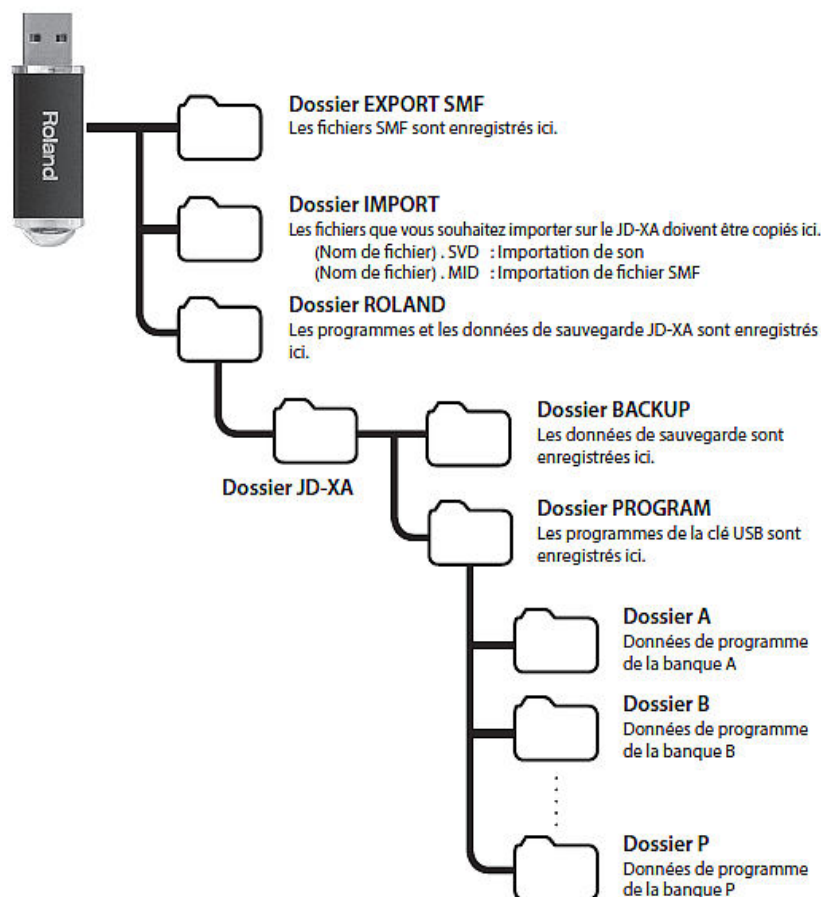 Roland
Dossier EXPORT SMF
Les fichiers SMF sont enregistrés ici.
Dossier IMPORT
Les fichiers que vous souhaitez importer sur le JD-XA doivent être copiés ici.
(Nom de fichier) . SVD : Importation de son
(Nom de fichier) . MID : Importation de fichier SMF
Dossier ROLAND
Les programmes et les données de sauvegarde JD-XA sont enregistrés
ici.
Dossier JD-XA
Dossier BACKUP
Les données de sauvegarde sont
enregistrées ici.
Dossier PROGRAM
Les programmes de la clé USB sont
enregistrés ici.
Dossier A
Données de programme
de la banque A
Dossier B
Données de programme
de la banque B
Dossier P
Données de programme
de la banque P